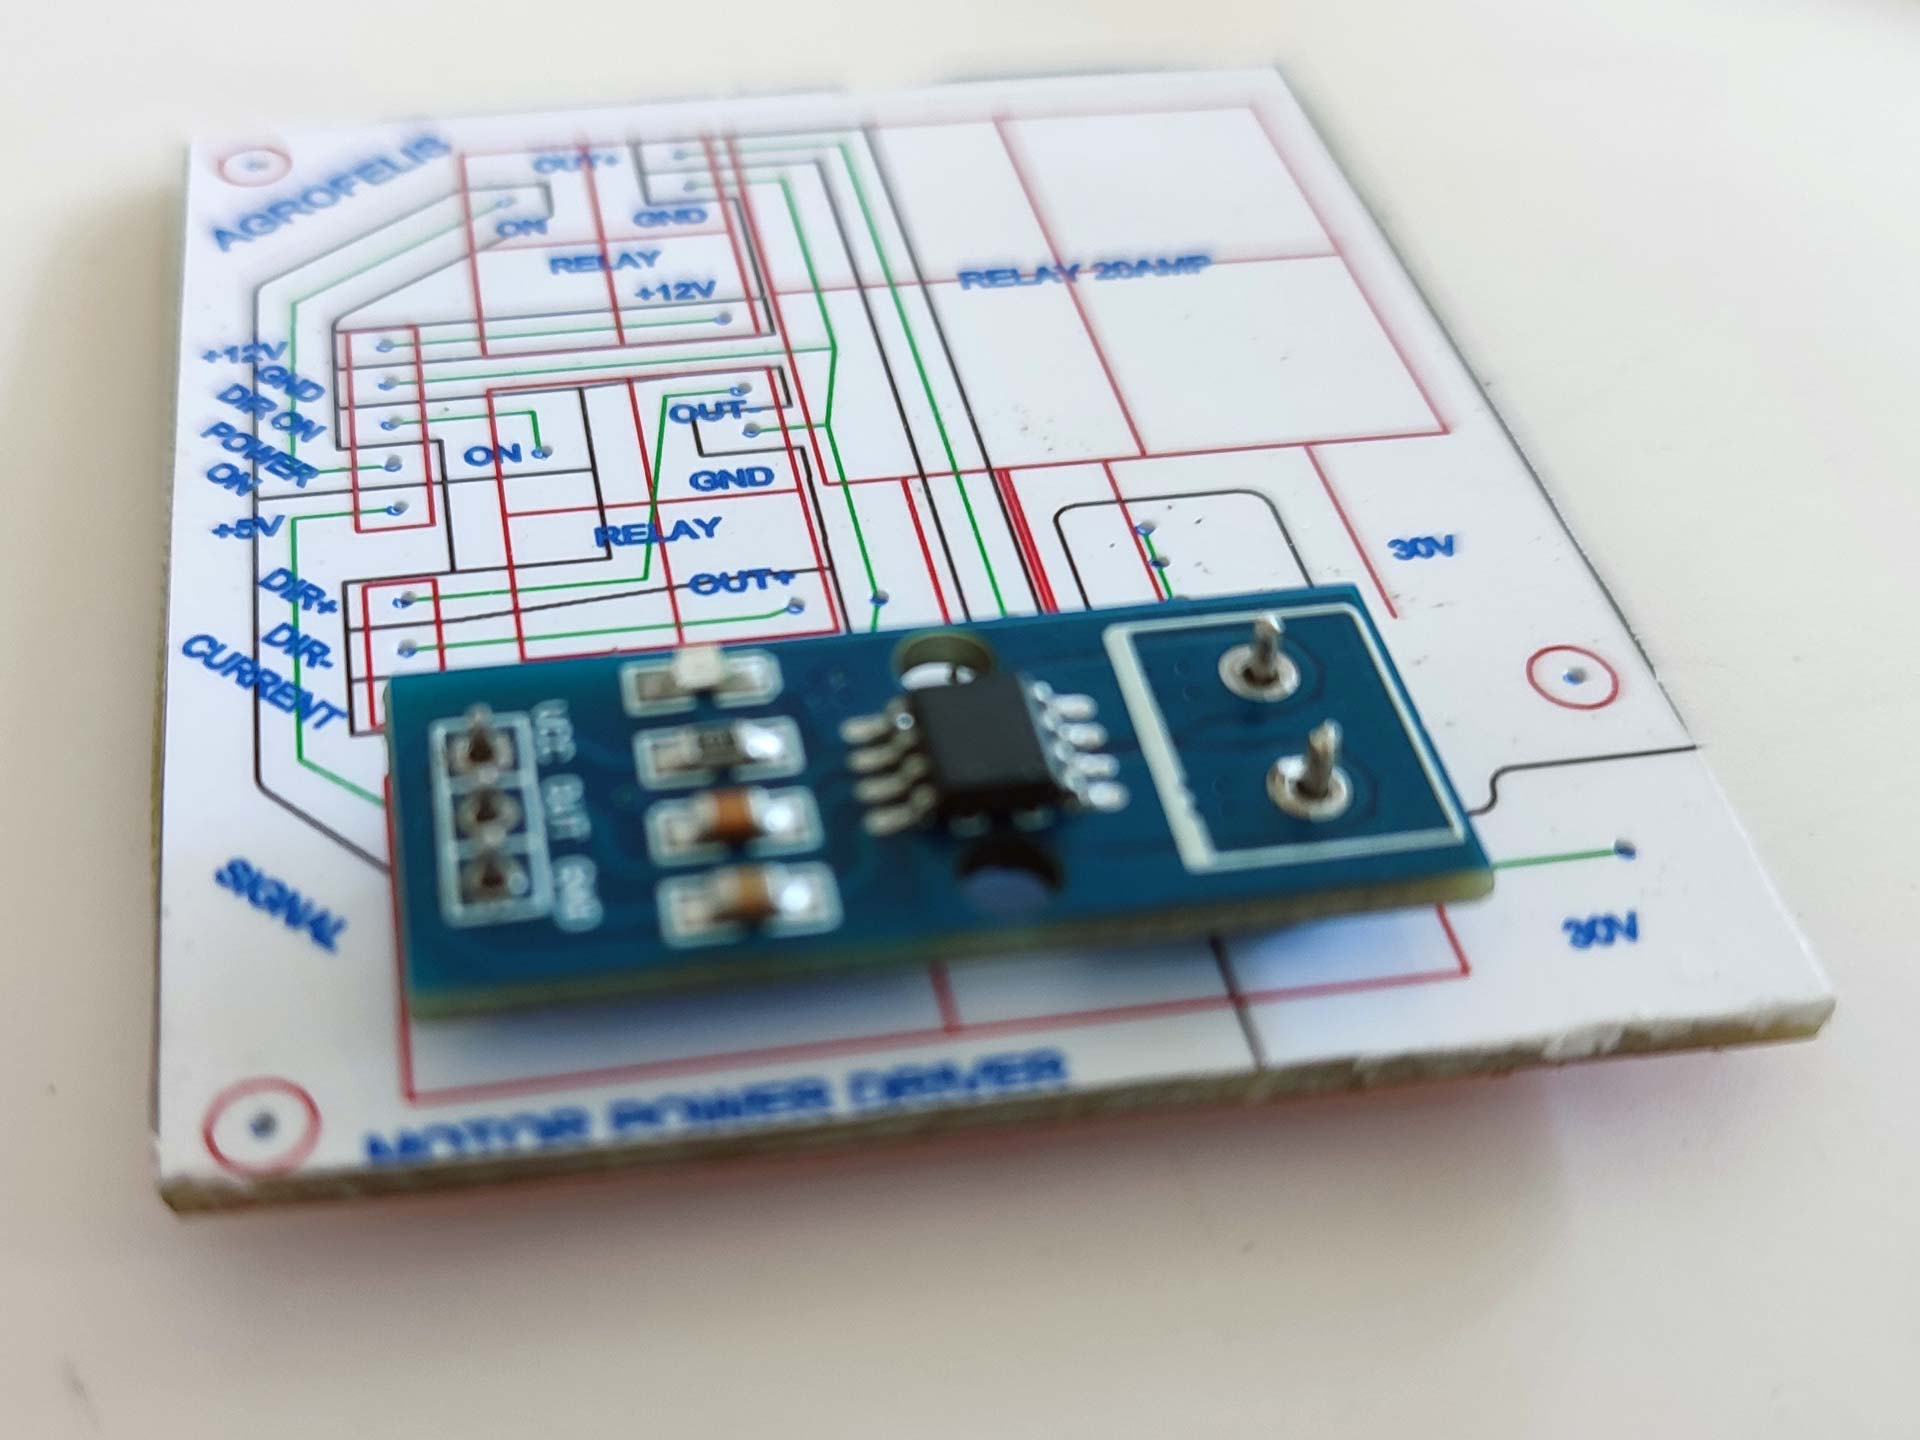 AGROFELIS
OUT+
ON
GND
RELAY
+12V
RELAY 20AMP
+12V
GND
DIR ON
POWER
ON
+5V
OUT-
ON
GND
RELAY
OUT+
30V
DIR+
DIR-
CURRENT
VCC OUT GND
SIGNAL
30V
MOTOR POWER DRIVER